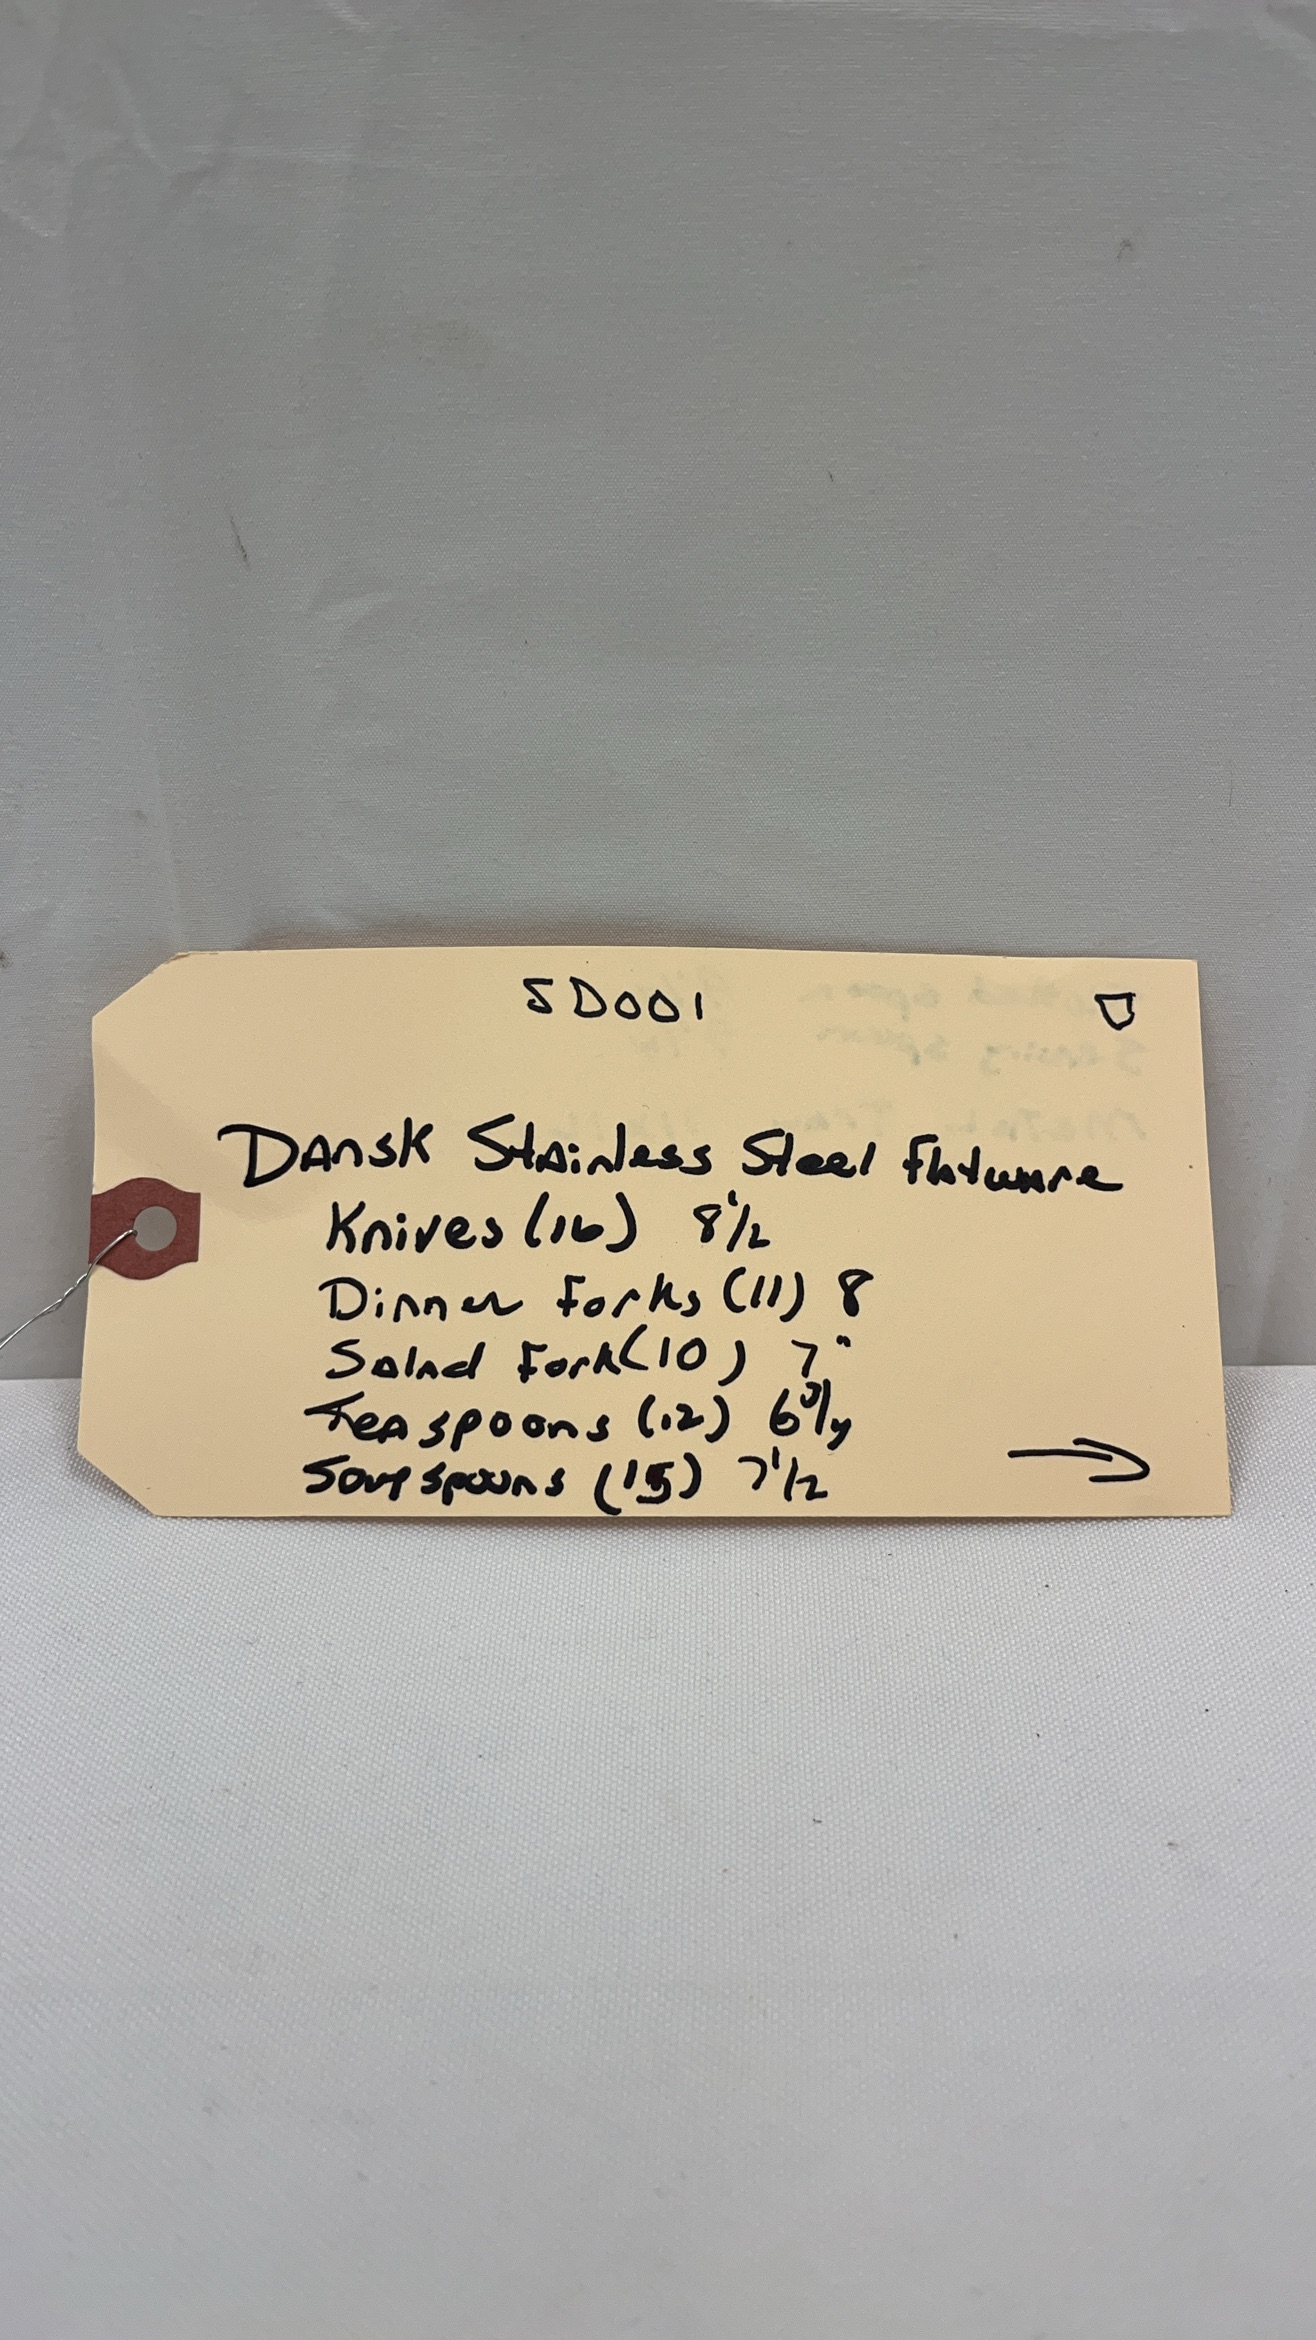 SD001
Dansk Stainless Steel Flatware
Knives (16) 8 1/2
Dinner Forks (11) 8
Salad Fork (10) 7"
Teaspoons (12) 6 3/4
Soup spoons (15) 7 1/2